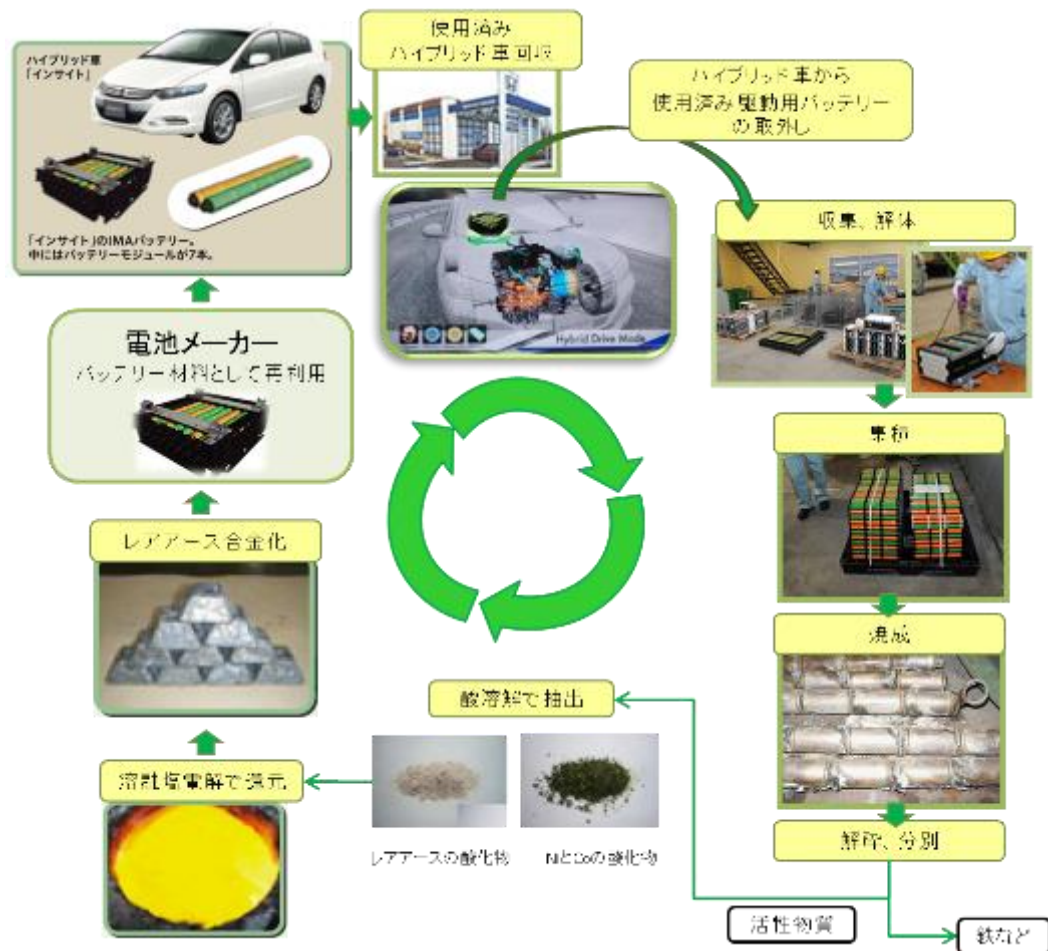 ハイブリッド車
「インサイト」
「インサイト」のIMAバッテリー。
中にはバッテリーモジュールが7本。
使用済み
ハイブリッド車回収
ハイブリッド車から
使用済み駆動用バッテリー
の取外し
Hybrid Drive Mode
収集、解体
集積
焼成
解砕、分別
活性物質
鉄など
酸溶解で抽出
レアアースの酸化物
NiとCoの酸化物
溶融塩電解で還元
レアアース合金化
電池メーカー
バッテリー材料として再利用